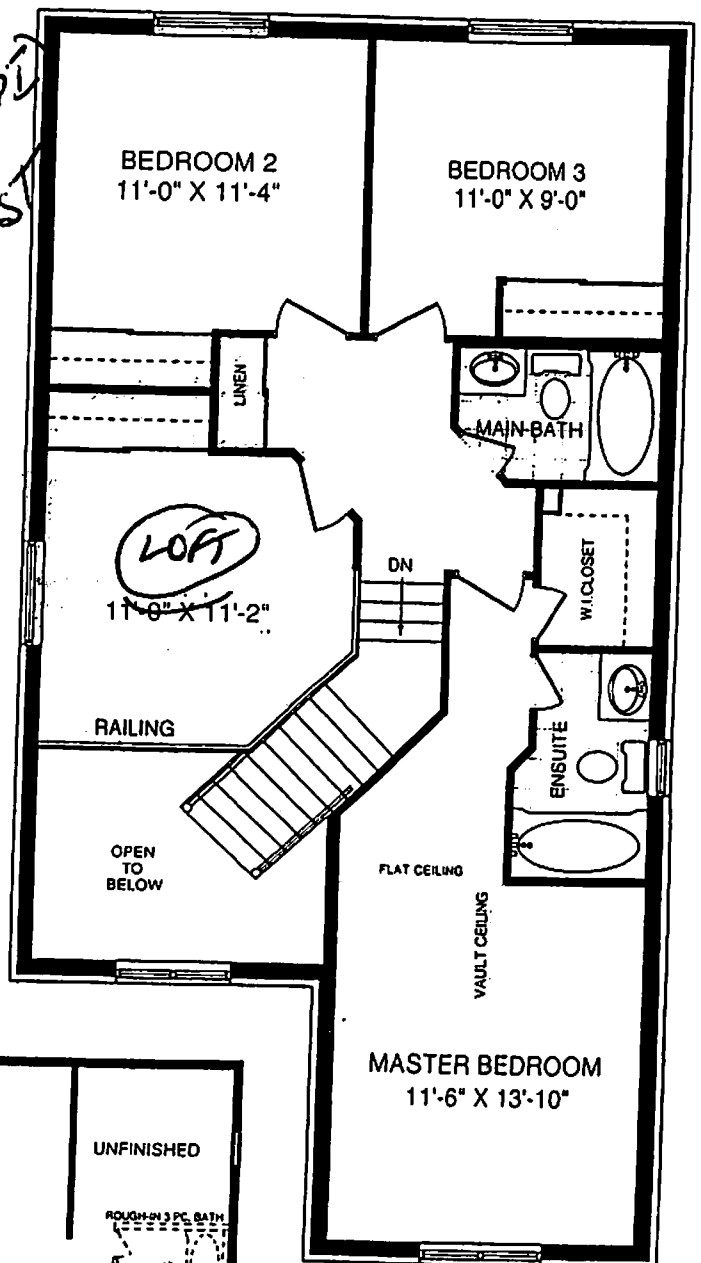 BEDROOM 2
11'-0" X 11'-4"
BEDROOM 3
11'-0" X 9'-0"
LINEN
MAIN BATH
LOFT
11'-0" X 11'-2"
DN
W.I.CLOSET
RAILING
ENSUITE
OPEN
TO
BELOW
FLAT CEILING
VAULT CEILING
MASTER BEDROOM
11'-6" X 13'-10"
UNFINISHED
ROUGH-IN 3 PC. BATH